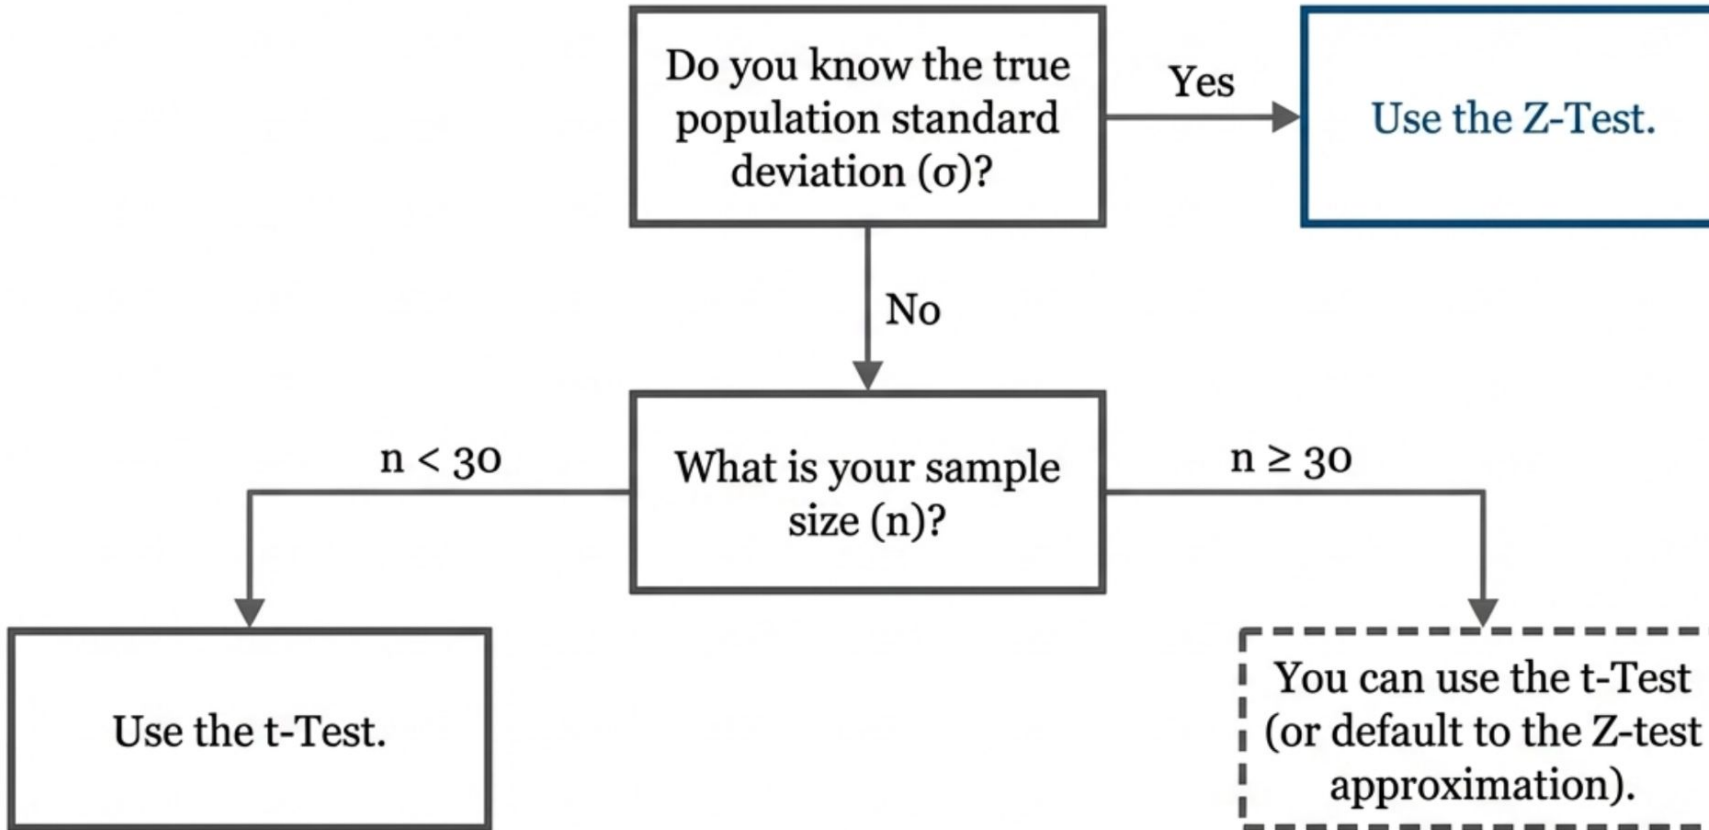 Do you know the true
population standard
deviation (σ)?
Yes
Use the Z-Test.
No
n < 30
What is your sample
size (n)?
n ≥ 30
Use the t-Test.
You can use the t-Test
(or default to the Z-test
approximation).